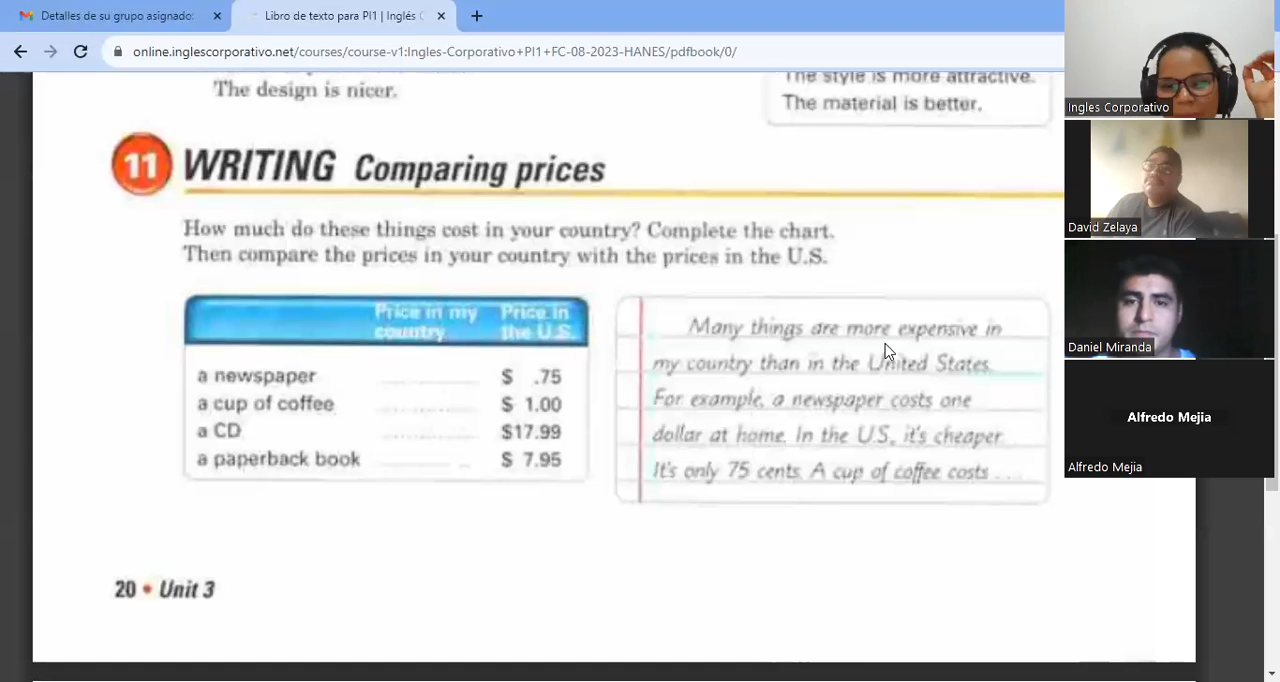 Detalles de su grupo asignado:
Libro de texto para PI1 | Inglés C
online.inglescorporativo.net/courses/course-v1:Ingles-Corporativo+PI1+FC-08-2023-HANES/pdfbook/0/
The design is nicer.
The style is more attractive.
The material is better.
11 WRITING Comparing prices
How much do these things cost in your country? Complete the chart.
Then compare the prices in your country with the prices in the U.S.
Price in my country Price in the U.S.
a newspaper $ .75
a cup of coffee $ 1.00
a CD $17.99
a paperback book $ 7.95
Many things are more expensive in
my country than in the United States.
For example, a newspaper costs one
dollar at home. In the U.S., it's cheaper.
It's only 75 cents. A cup of coffee costs . . .
20 • Unit 3
Ingles Corporativo
David Zelaya
Daniel Miranda
Alfredo Mejia
Alfredo Mejia